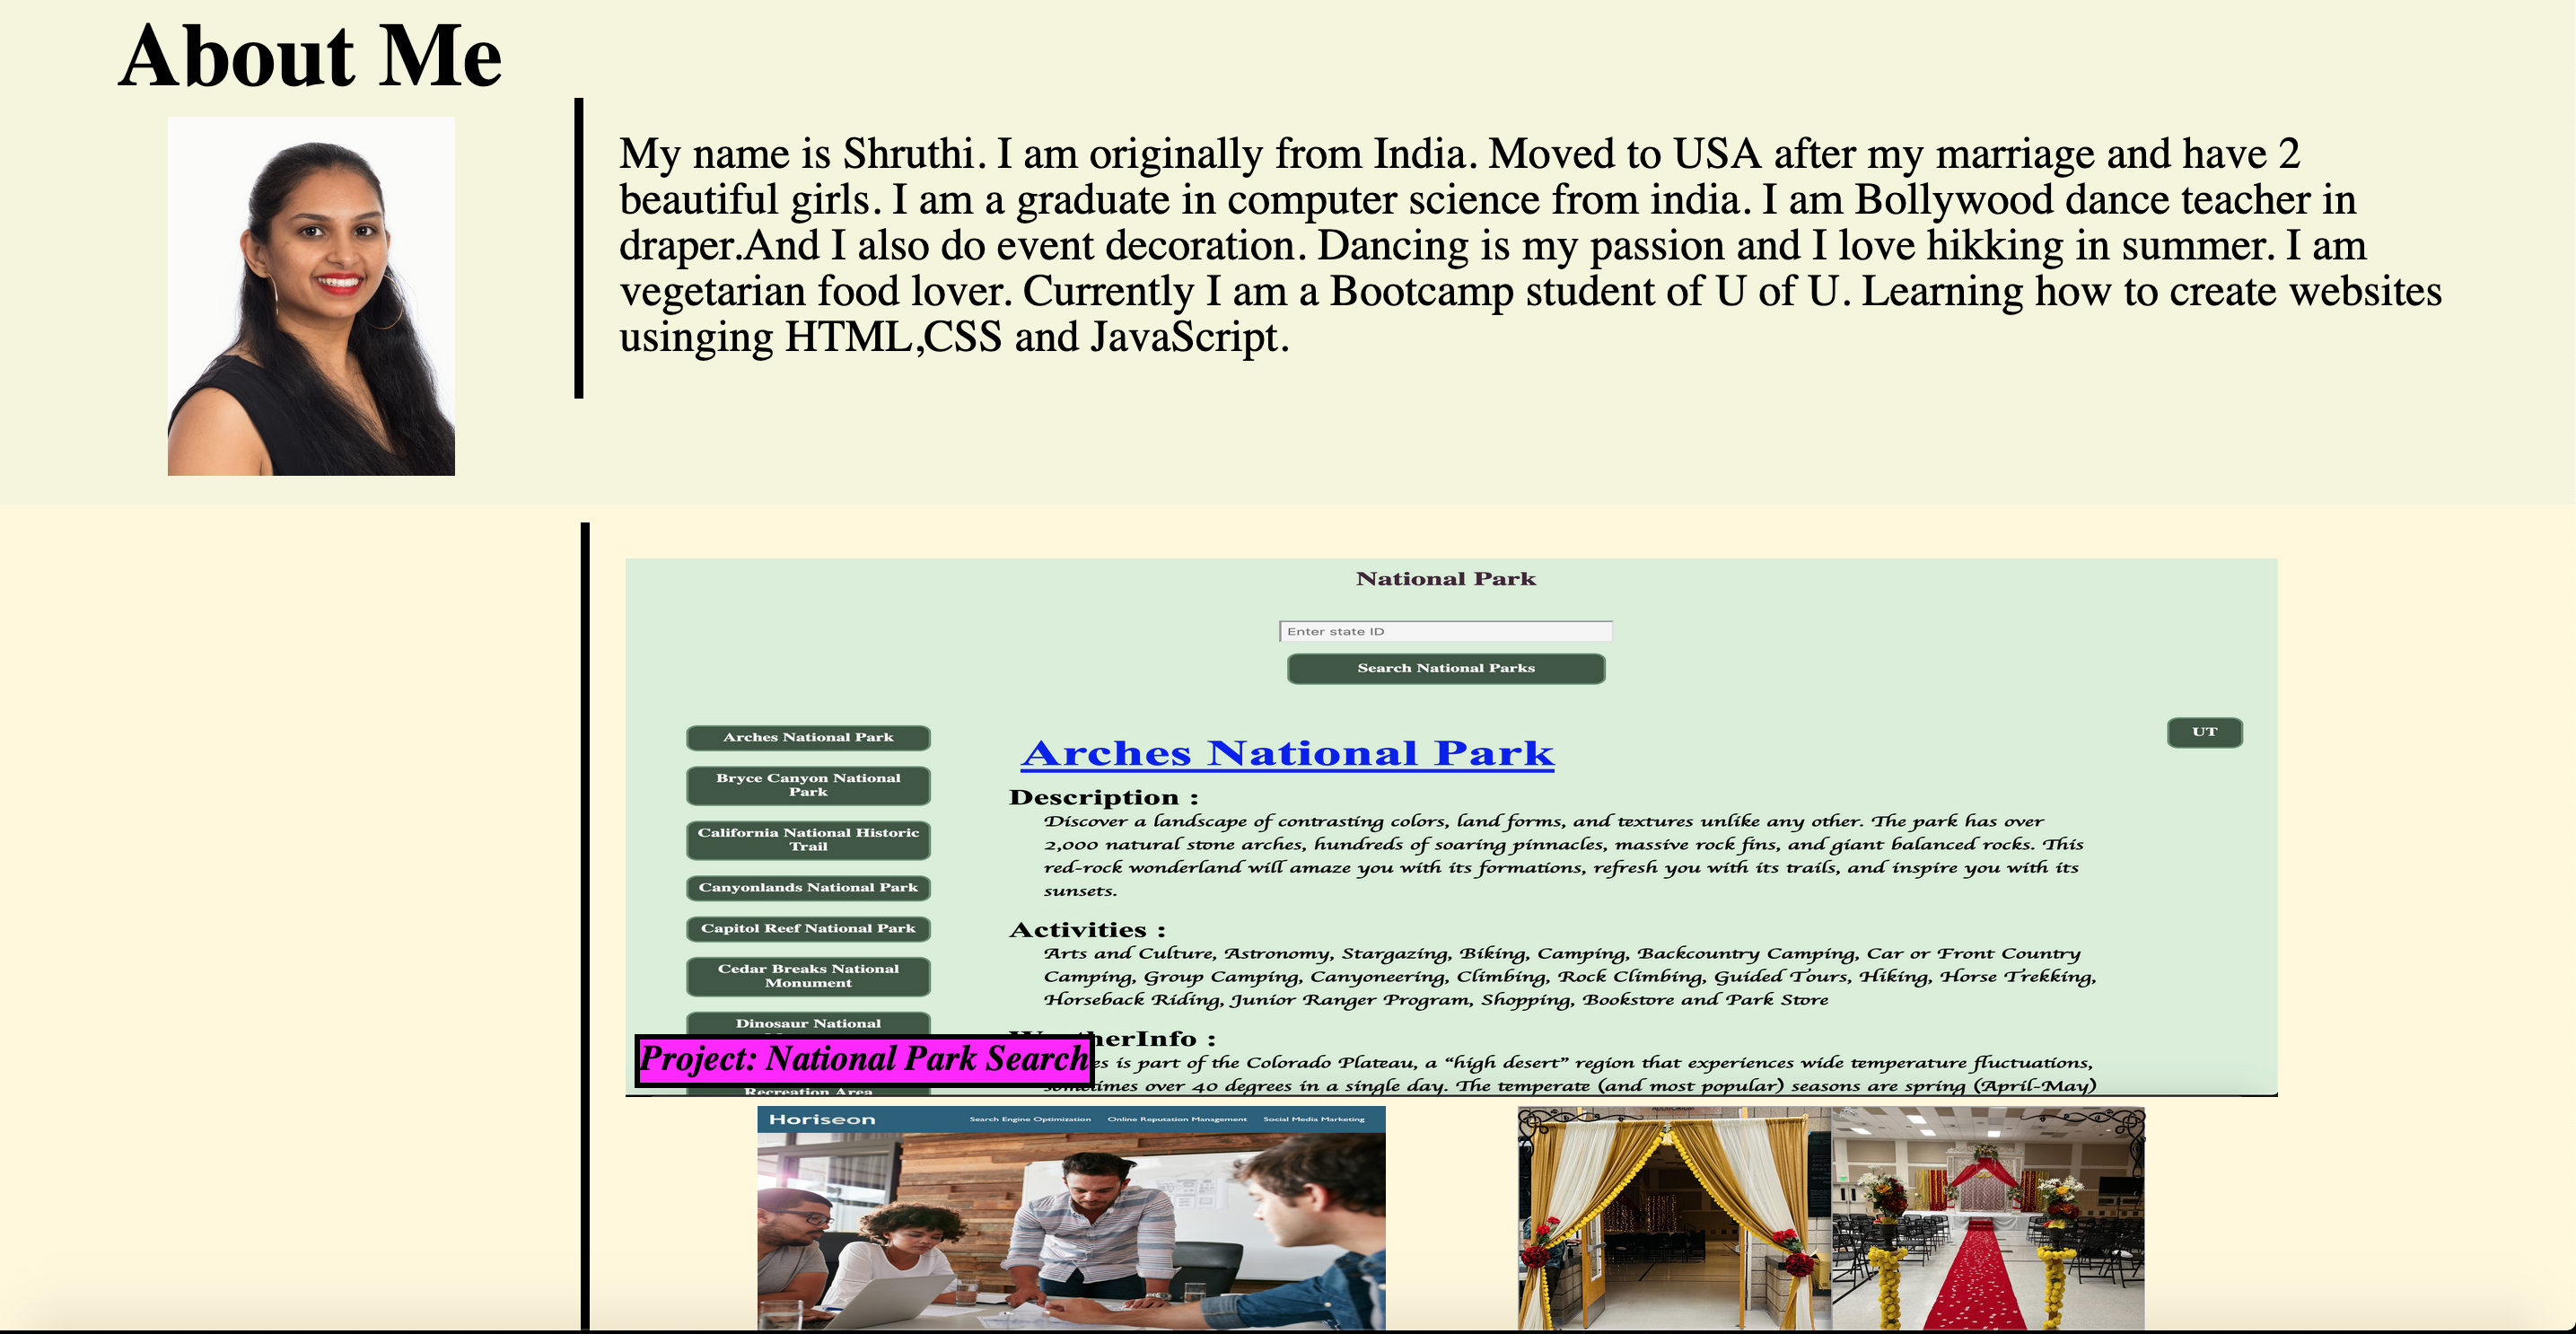 About Me
My name is Shruthi. I am originally from India. Moved to USA after my marriage and have 2
beautiful girls. I am a graduate in computer science from india. I am Bollywood dance teacher in
draper.And I also do event decoration. Dancing is my passion and I love hikking in summer. I am
vegetarian food lover. Currently I am a Bootcamp student of U of U. Learning how to create websites
usinging HTML,CSS and JavaScript.
National Park
Enter state ID
Search National Parks
UT
Arches National Park
Bryce Canyon National
Park
California National Historic
Trail
Canyonlands National Park
Capitol Reef National Park
Cedar Breaks National
Monument
Dinosaur National
Recreation Area
Arches National Park
Description :
Discover a landscape of contrasting colors, land forms, and textures unlike any other. The park has over
2,000 natural stone arches, hundreds of soaring pinnacles, massive rock fins, and giant balanced rocks. This
red-rock wonderland will amaze you with its formations, refresh you with its trails, and inspire you with its
sunsets.
Activities :
Arts and Culture, Astronomy, Stargazing, Biking, Camping, Backcountry Camping, Car or Front Country
Camping, Group Camping, Canyoneering, Climbing, Rock Climbing, Guided Tours, Hiking, Horse Trekking,
Horseback Riding, Junior Ranger Program, Shopping, Bookstore and Park Store
WeatherInfo :
es is part of the Colorado Plateau, a “high desert” region that experiences wide temperature fluctuations,
sometimes over 40 degrees in a single day. The temperate (and most popular) seasons are spring (April-May)
Project: National Park Search
Horiseon
Search Engine Optimization Online Reputation Management Social Media Marketing
AUDITORIUM